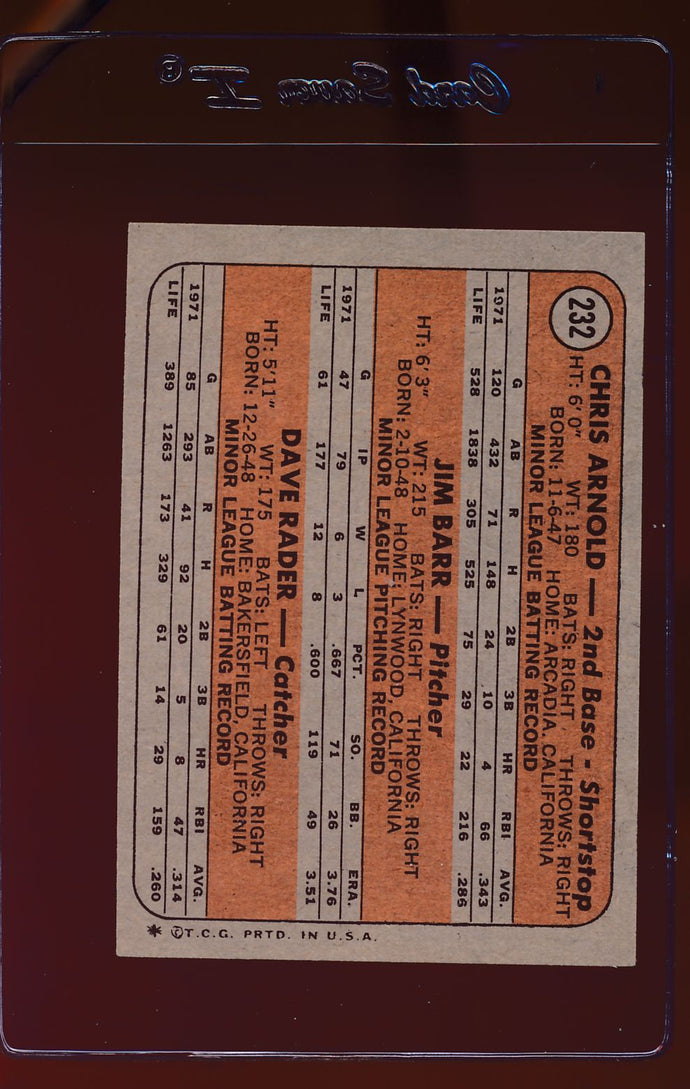 Card Saver II®
232
CHRIS ARNOLD — 2nd Base - Shortstop
HT: 6'0" WT: 180 BATS: RIGHT THROWS: RIGHT
BORN: 11-6-47 HOME: ARCADIA, CALIFORNIA
MINOR LEAGUE BATTING RECORD
G AB R H 2B 3B HR RBI AVG.
1971 120 432 71 148 24 10 4 66 .343
LIFE 528 1838 305 525 75 29 22 216 .286
JIM BARR — Pitcher
HT: 6'3" WT: 215 BATS: RIGHT THROWS: RIGHT
BORN: 2-10-48 HOME: LYNWOOD, CALIFORNIA
MINOR LEAGUE PITCHING RECORD
G IP W L PCT. SO. BB. ERA.
1971 47 79 6 3 .667 71 26 3.76
LIFE 61 177 12 8 .600 119 49 3.51
DAVE RADER — Catcher
HT: 5'11" WT: 175 BATS: LEFT THROWS: RIGHT
BORN: 12-26-48 HOME: BAKERSFIELD, CALIFORNIA
MINOR LEAGUE BATTING RECORD
G AB R H 2B 3B HR RBI AVG.
1971 85 293 41 92 20 5 8 47 .314
LIFE 389 1263 173 329 61 14 29 159 .260
* ©T.C.G. PRTD. IN U.S.A.